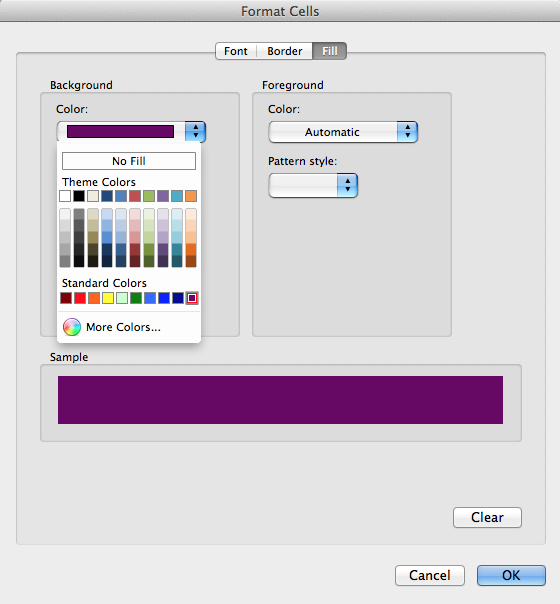 Format Cells
Font Border Fill
Background
Color:
No Fill
Theme Colors
Standard Colors
More Colors...
Foreground
Color:
Automatic
Pattern style:
Sample
Clear
Cancel OK